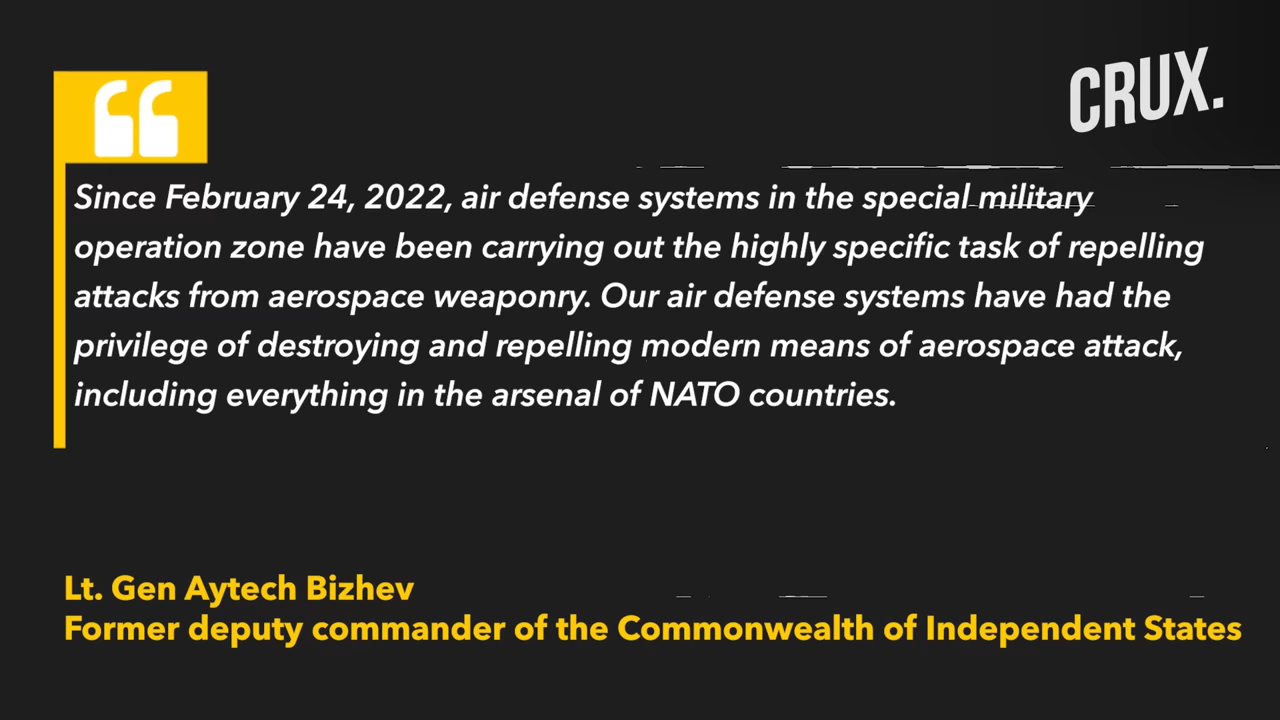 CRUX.
Since February 24, 2022, air defense systems in the special military
operation zone have been carrying out the highly specific task of repelling
attacks from aerospace weaponry. Our air defense systems have had the
privilege of destroying and repelling modern means of aerospace attack,
including everything in the arsenal of NATO countries.
Lt. Gen Aytech Bizhev
Former deputy commander of the Commonwealth of Independent States